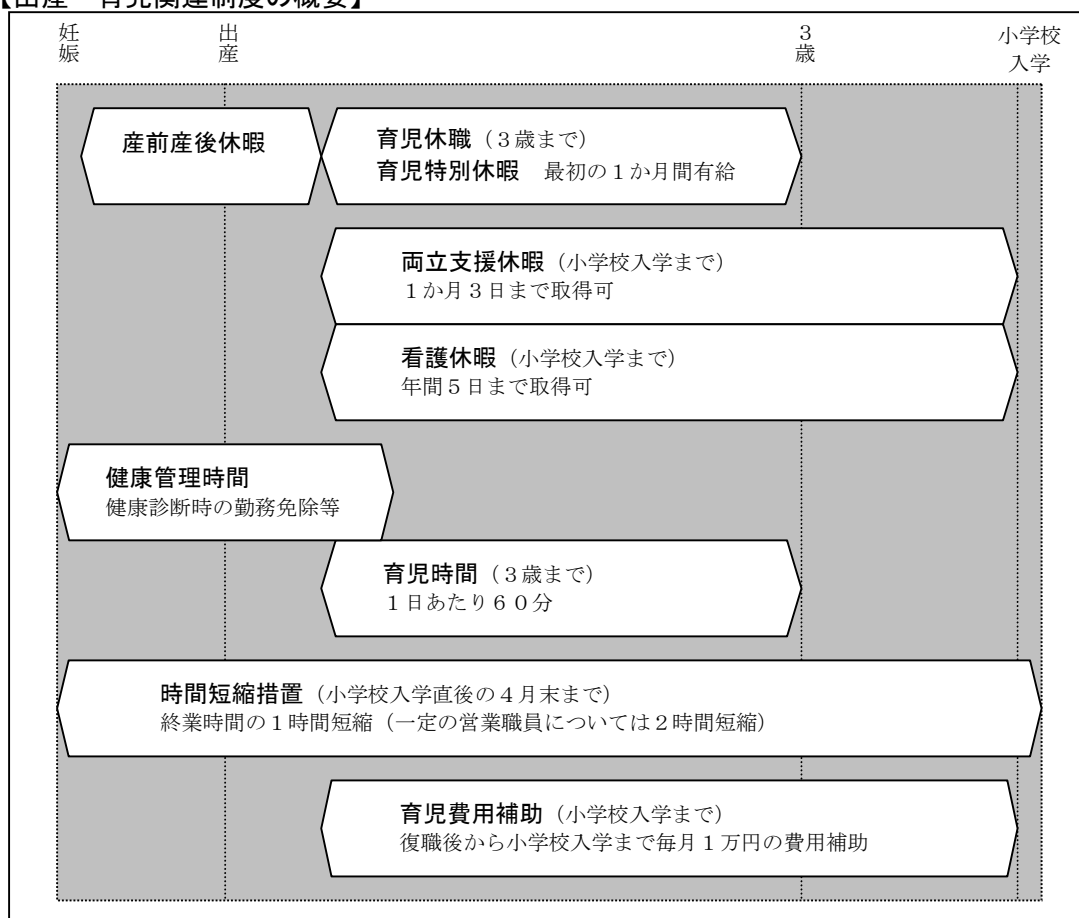 【出産・育児関連制度の概要】
妊娠
出産
3歳
小学校
入学
産前産後休暇
育児休職（３歳まで）
育児特別休暇　最初の１か月間有給
両立支援休暇（小学校入学まで）
１か月３日まで取得可
看護休暇（小学校入学まで）
年間５日まで取得可
健康管理時間
健康診断時の勤務免除等
育児時間（３歳まで）
１日あたり６０分
時間短縮措置（小学校入学直後の４月末まで）
終業時間の１時間短縮（一定の営業職員については２時間短縮）
育児費用補助（小学校入学まで）
復職後から小学校入学まで毎月１万円の費用補助